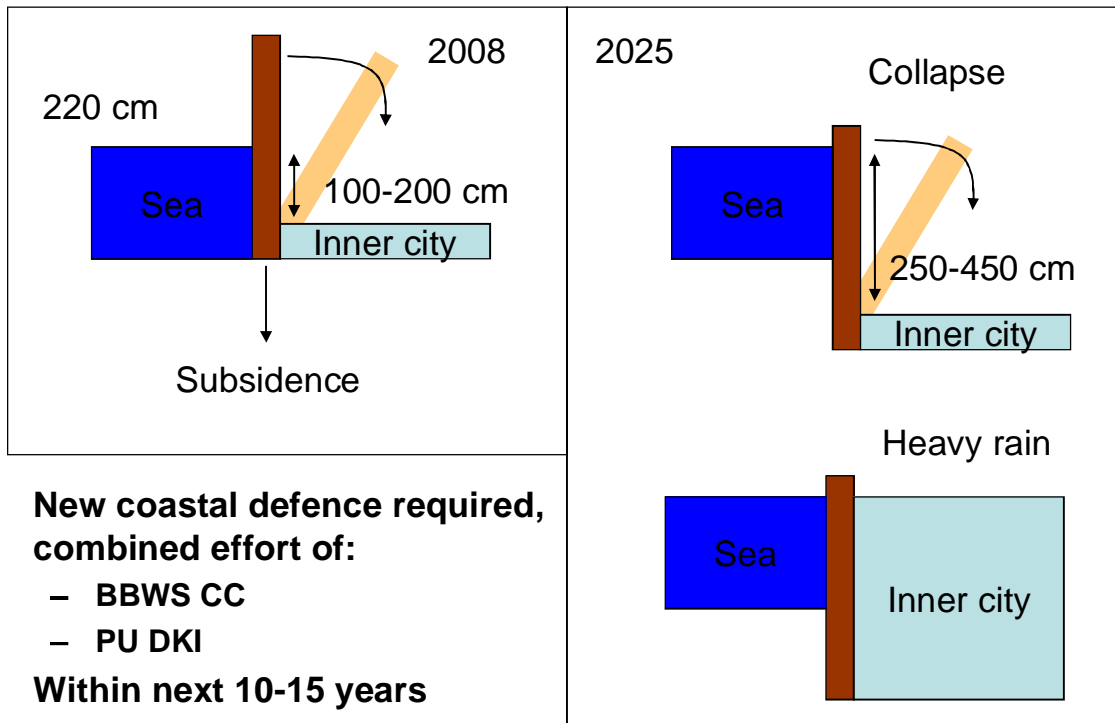 2008
220 cm
Sea
100-200 cm
Inner city
Subsidence
New coastal defence required,
combined effort of:
– BBWS CC
– PU DKI
Within next 10-15 years
2025
Collapse
Sea
250-450 cm
Inner city
Heavy rain
Sea
Inner city